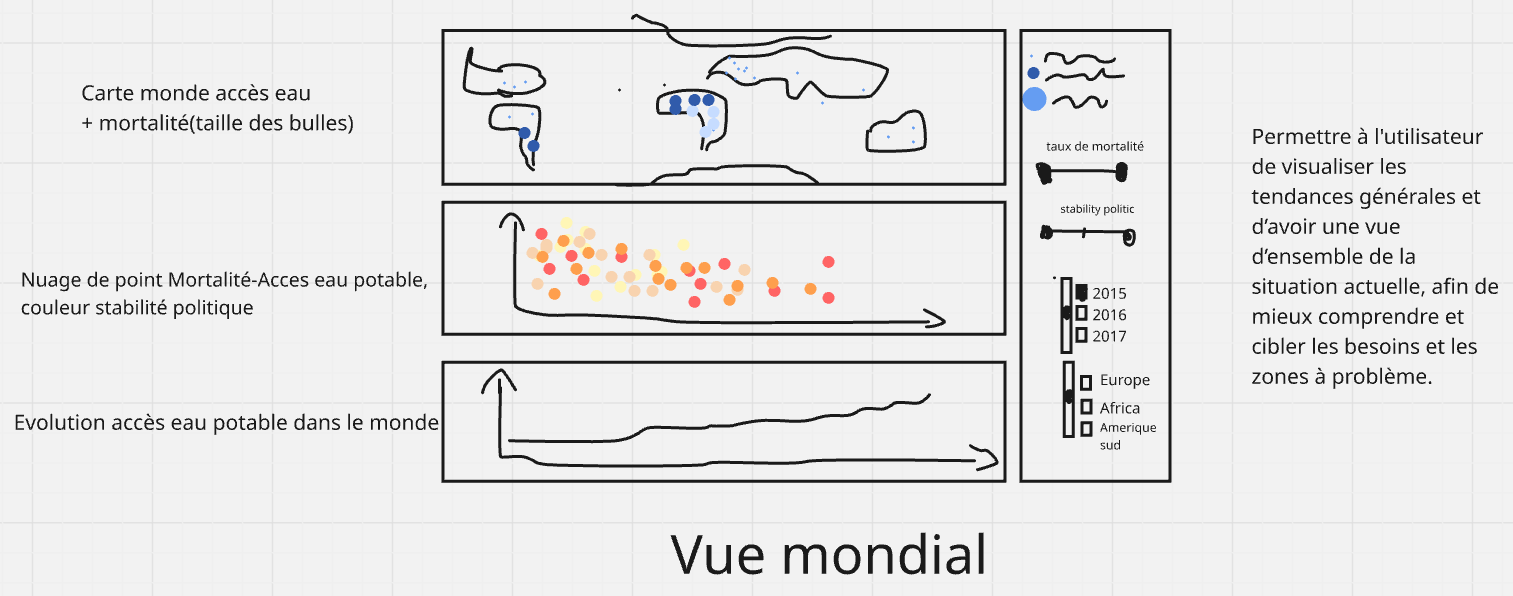 Carte monde accès eau
+ mortalité(taille des bulles)
Nuage de point Mortalité-Acces eau potable,
couleur stabilité politique
Evolution accès eau potable dans le monde
taux de mortalité
stability politic
2015
2016
2017
Europe
Africa
Amerique
sud
Permettre à l'utilisateur
de visualiser les
tendances générales et
d’avoir une vue
d’ensemble de la
situation actuelle, afin de
mieux comprendre et
cibler les besoins et les
zones à problème.
Vue mondial